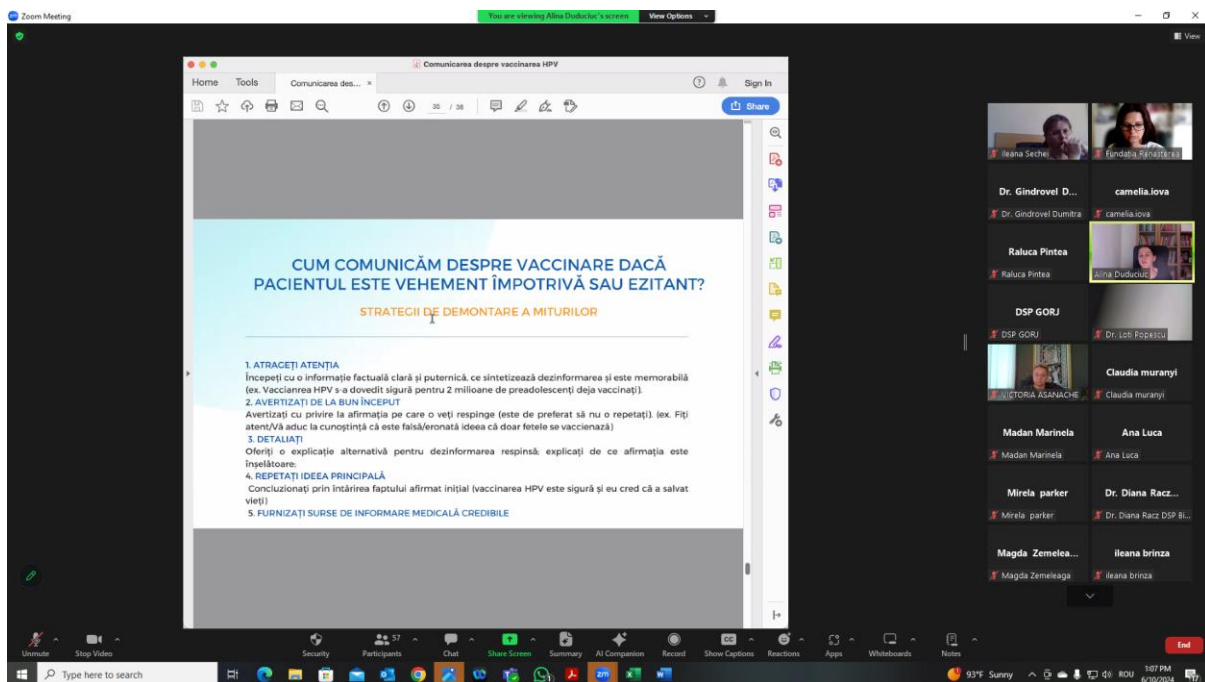 Zoom Meeting
You are viewing Alina Duduciuc's screen
View Options
View
Comunicarea despre vaccinarea HPV
Home
Tools
Comunicarea des...
Sign In
35 / 38
Share
CUM COMUNICĂM DESPRE VACCINARE DACĂ
PACIENTUL ESTE VEHEMENT ÎMPOTRIVĂ SAU EZITANT?
STRATEGII DE DEMONTARE A MITURILOR
1. ATRAGEȚI ATENȚIA
Începeți cu o informație factuală clară și puternică, ce sintetizează dezinformarea și este memorabilă
(ex. Vaccianrea HPV s-a dovedit sigură pentru 2 milioane de preadolescenți deja vaccinați).
2. AVERTIZAȚI DE LA BUN ÎNCEPUT
Avertizați cu privire la afirmația pe care o veți respinge (este de preferat să nu o repetați). (ex. Fiți
atent/Vă aduc la cunoștință că este falsă/eronată ideea că doar fetele se vaccienază)
3. DETALIAȚI
Oferiți o explicație alternativă pentru dezinformarea respinsă; explicați de ce afirmația este
înșelătoare;
4. REPETAȚI IDEEA PRINCIPALĂ
Concluzionați prin întărirea faptului afirmat inițial (vaccinarea HPV este sigură și eu cred că a salvat
vieți)
5. FURNIZAȚI SURSE DE INFORMARE MEDICALĂ CREDIBILE
Ileana Sechei
Fundatia Renasterea
Dr. Gindrovel D...
Dr. Gindrovel Dumitra
camelia.iova
camelia.iova
Raluca Pintea
Raluca Pintea
Alina Duduciuc
DSP GORJ
DSP GORJ
Dr. Loti Popescu
VICTORIA ASANACHE
Claudia muranyi
Claudia muranyi
Madan Marinela
Madan Marinela
Ana Luca
Ana Luca
Mirela parker
Mirela parker
Dr. Diana Racz...
Dr. Diana Racz DSP Bi...
Magda Zemelea...
Magda Zemeleaga
ileana brinza
ileana brinza
Unmute
Stop Video
Security
57
Participants
Chat
Share Screen
Summary
AI Companion
Record
CC
Show Captions
Reactions
Apps
Whiteboards
Notes
End
Type here to search
93°F Sunny
ROU
1:07 PM
6/10/2024